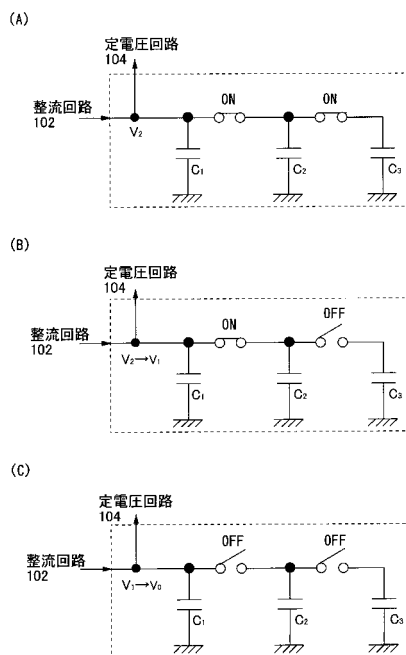 (A)
定電圧回路
104
整流回路
102
ON
ON
V₂
C₁
C₂
C₃
(B)
定電圧回路
104
整流回路
102
ON
OFF
V₂→V₁
C₁
C₂
C₃
(C)
定電圧回路
104
整流回路
102
OFF
OFF
V₁→V₀
C₁
C₂
C₃